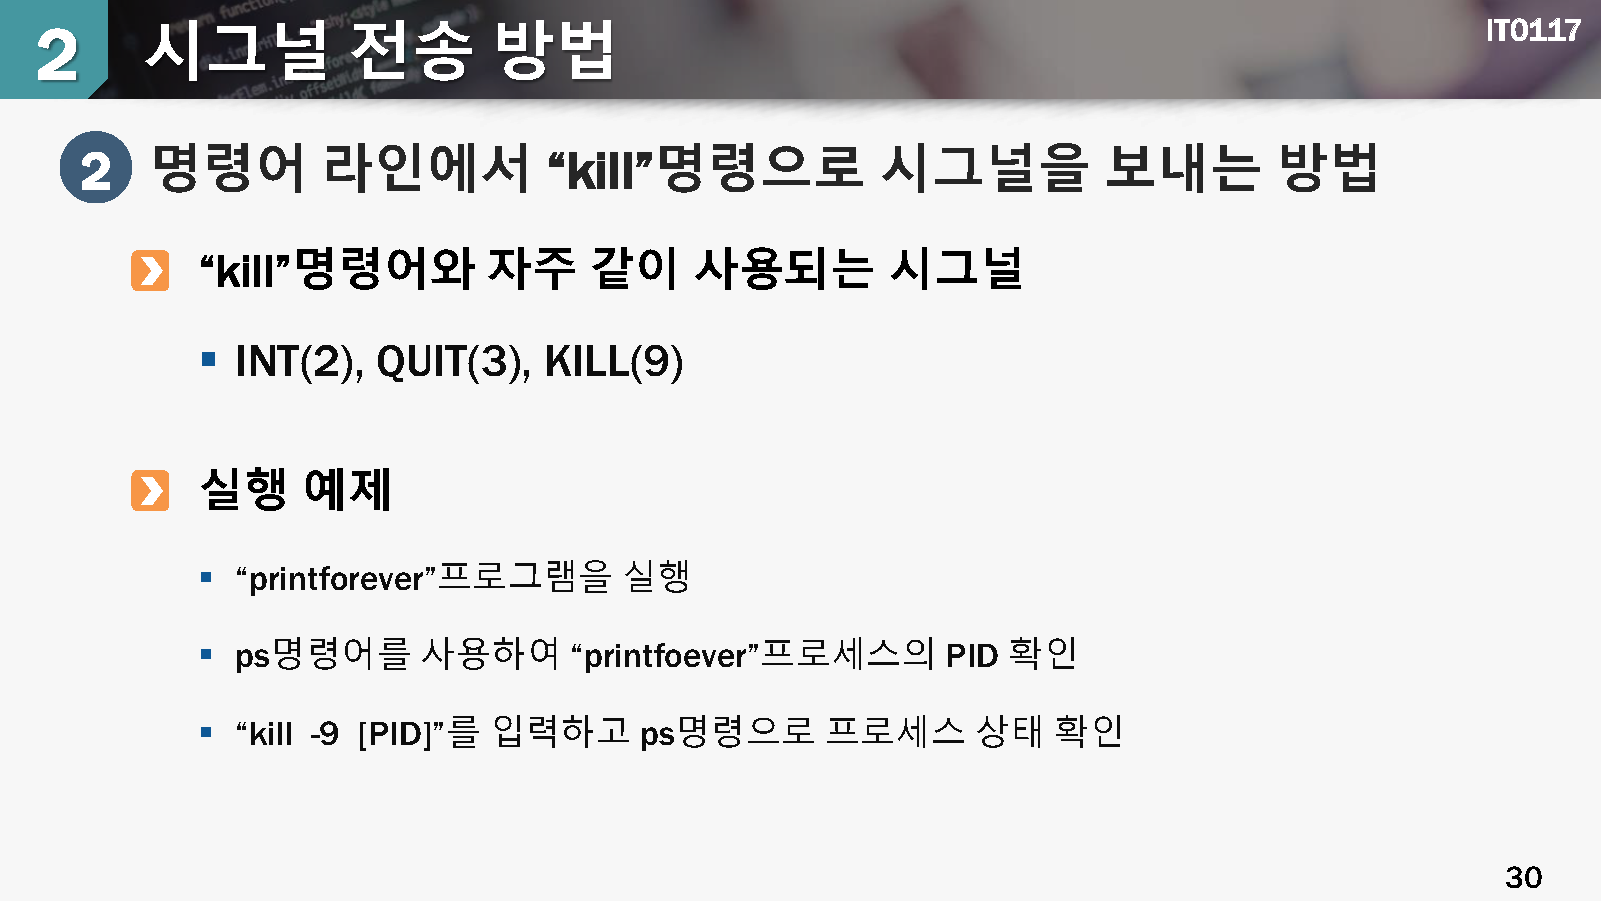 2 시그널 전송 방법
IT0117
2 명령어 라인에서 “kill”명령으로 시그널을 보내는 방법
“kill”명령어와 자주 같이 사용되는 시그널
▪ INT(2), QUIT(3), KILL(9)
실행 예제
▪ “printforever”프로그램을 실행
▪ ps명령어를 사용하여 “printfoever”프로세스의 PID 확인
▪ “kill -9 [PID]”를 입력하고 ps명령으로 프로세스 상태 확인
30